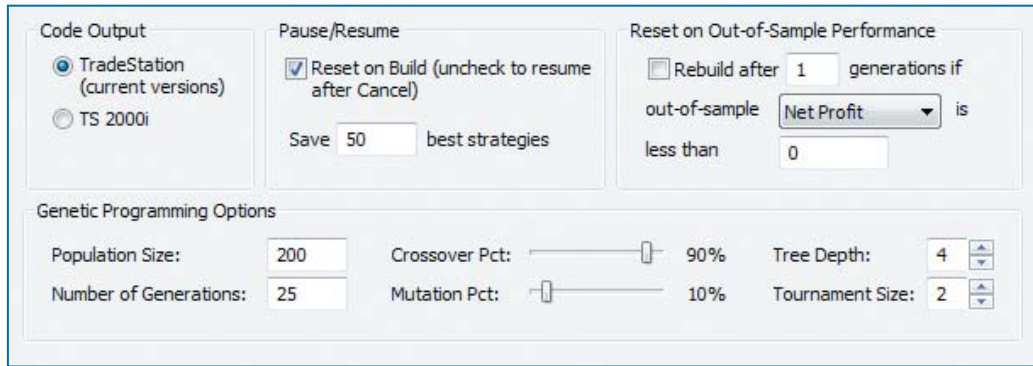 Code Output
TradeStation
(current versions)
TS 2000i
Pause/Resume
Reset on Build (uncheck to resume
after Cancel)
Save 50 best strategies
Reset on Out-of-Sample Performance
Rebuild after 1 generations if
out-of-sample Net Profit is
less than 0
Genetic Programming Options
Population Size: 200 Crossover Pct: 90% Tree Depth: 4
Number of Generations: 25 Mutation Pct: 10% Tournament Size: 2